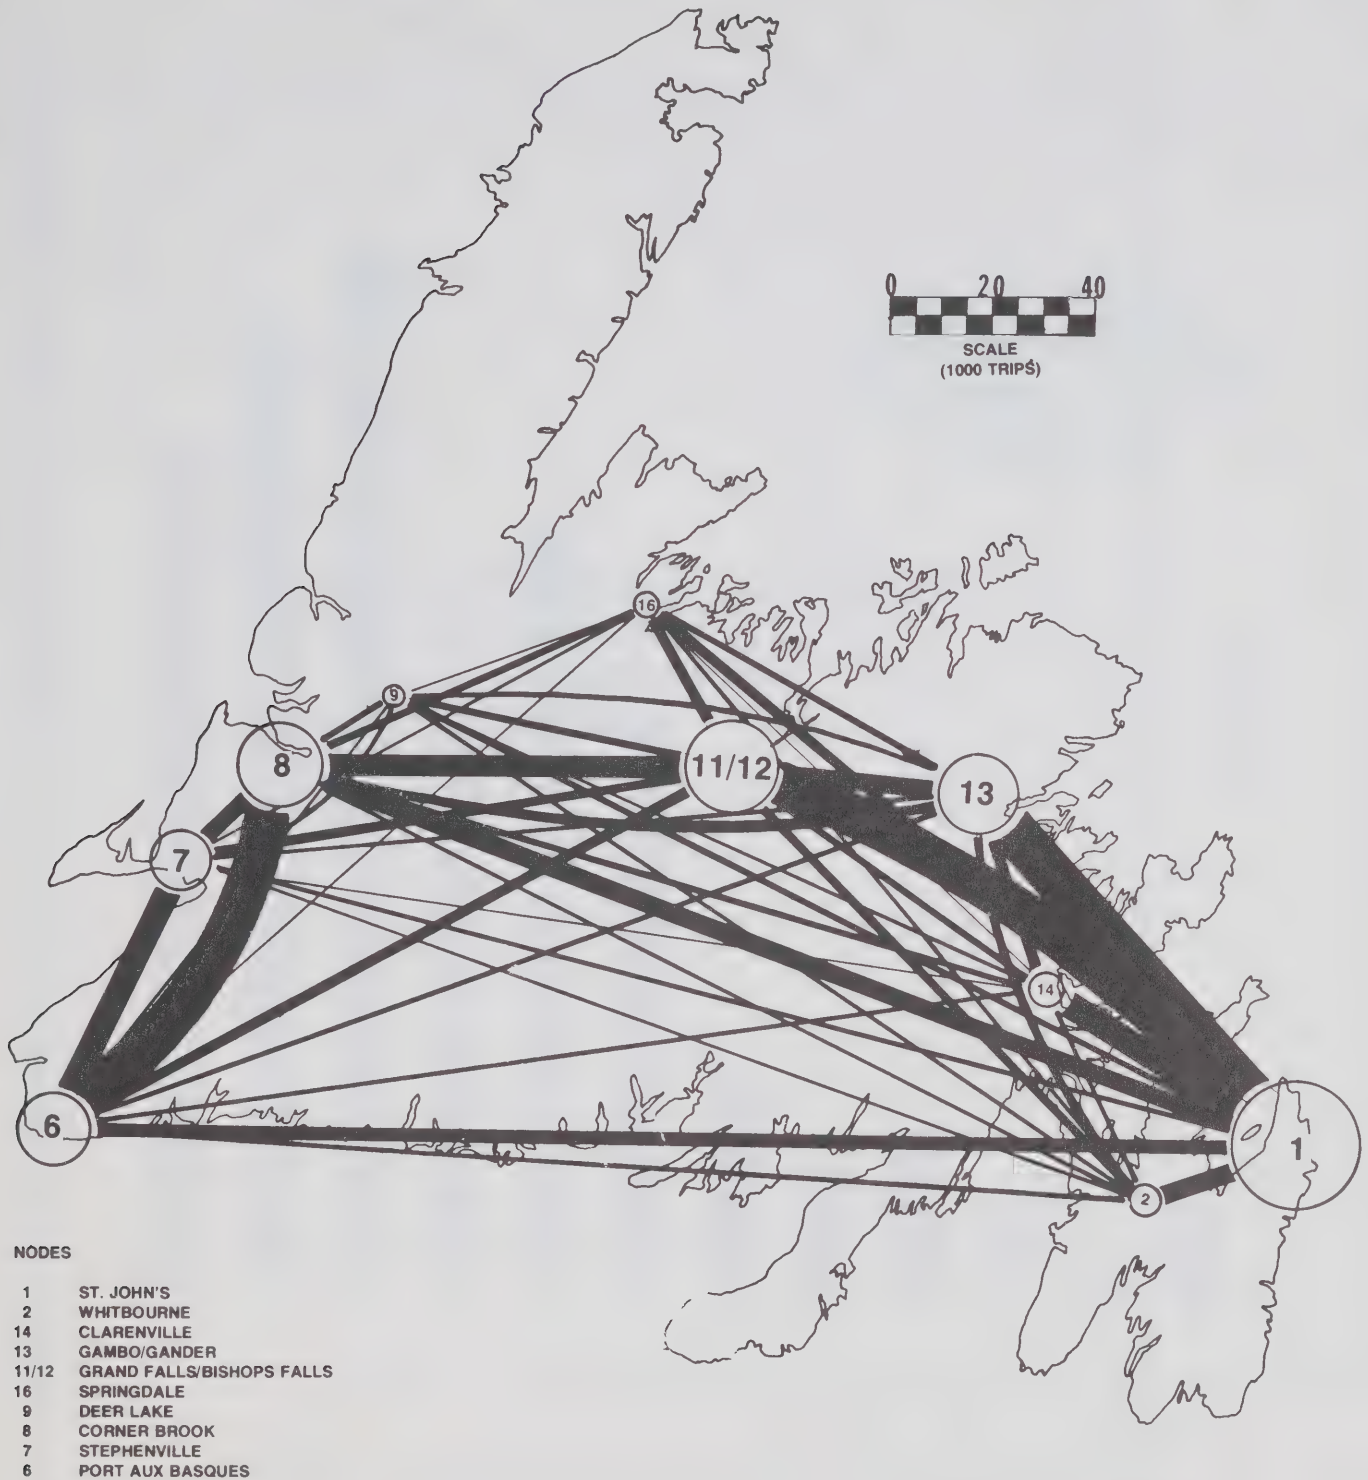 0 20 40
SCALE
(1000 TRIPS)
16
9
8
11/12
13
7
14
6
1
2
NODES
1 ST. JOHN'S
2 WHITBOURNE
14 CLARENVILLE
13 GAMBO/GANDER
11/12 GRAND FALLS/BISHOPS FALLS
16 SPRINGDALE
9 DEER LAKE
8 CORNER BROOK
7 STEPHENVILLE
6 PORT AUX BASQUES